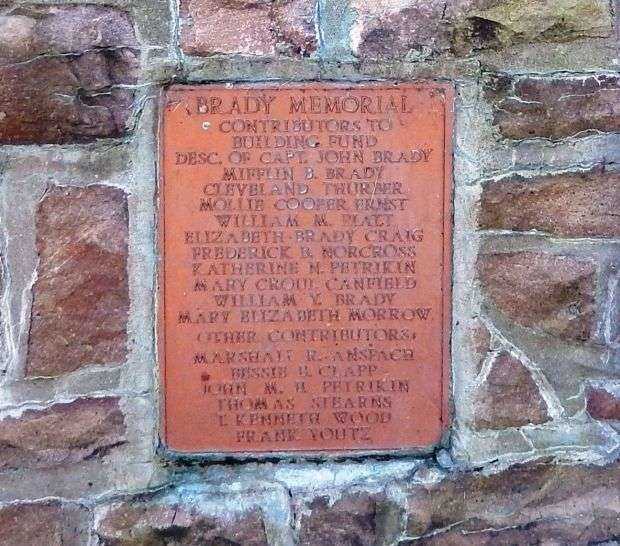 BRADY MEMORIAL
CONTRIBUTORS TO
BUILDING FUND
DESC. OF CAPT. JOHN BRADY
MIFFLIN B. BRADY
CLEVELAND THURBER
MOLLIE COOPER ERNST
WILLIAM M. PLATT
ELIZABETH-BRADY CRAIG
FREDERICK B. NORCROSS
KATHERINE N. PETRIKIN
MARY CROUL CANFIELD
WILLIAM Y. BRADY
MARY ELIZABETH MORROW
OTHER CONTRIBUTORS:
MARSHALL R. ANSPACH
BESSIE B. CLAPP
JOHN M. H. PETRIKIN
THOMAS STEARNS
T. KENNETH WOOD
FRANK YOUTZ